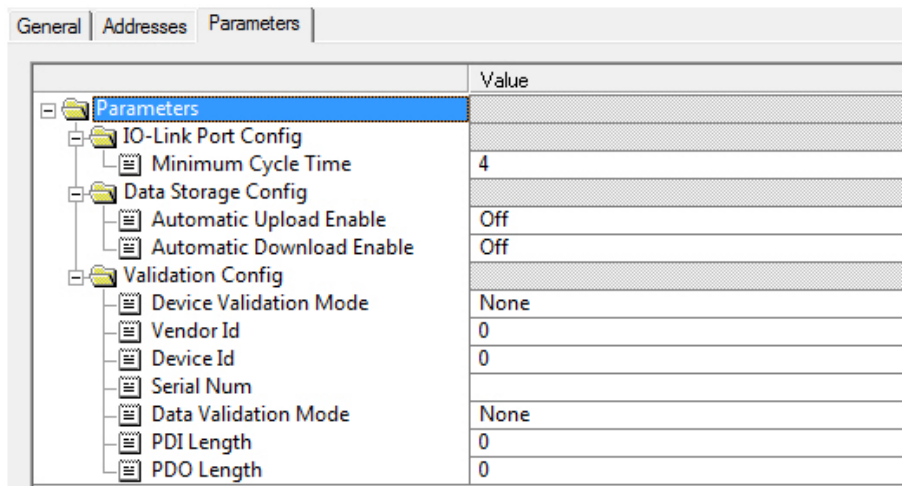 General Addresses Parameters
Value
Parameters
IO-Link Port Config
Minimum Cycle Time 4
Data Storage Config
Automatic Upload Enable Off
Automatic Download Enable Off
Validation Config
Device Validation Mode None
Vendor Id 0
Device Id 0
Serial Num
Data Validation Mode None
PDI Length 0
PDO Length 0